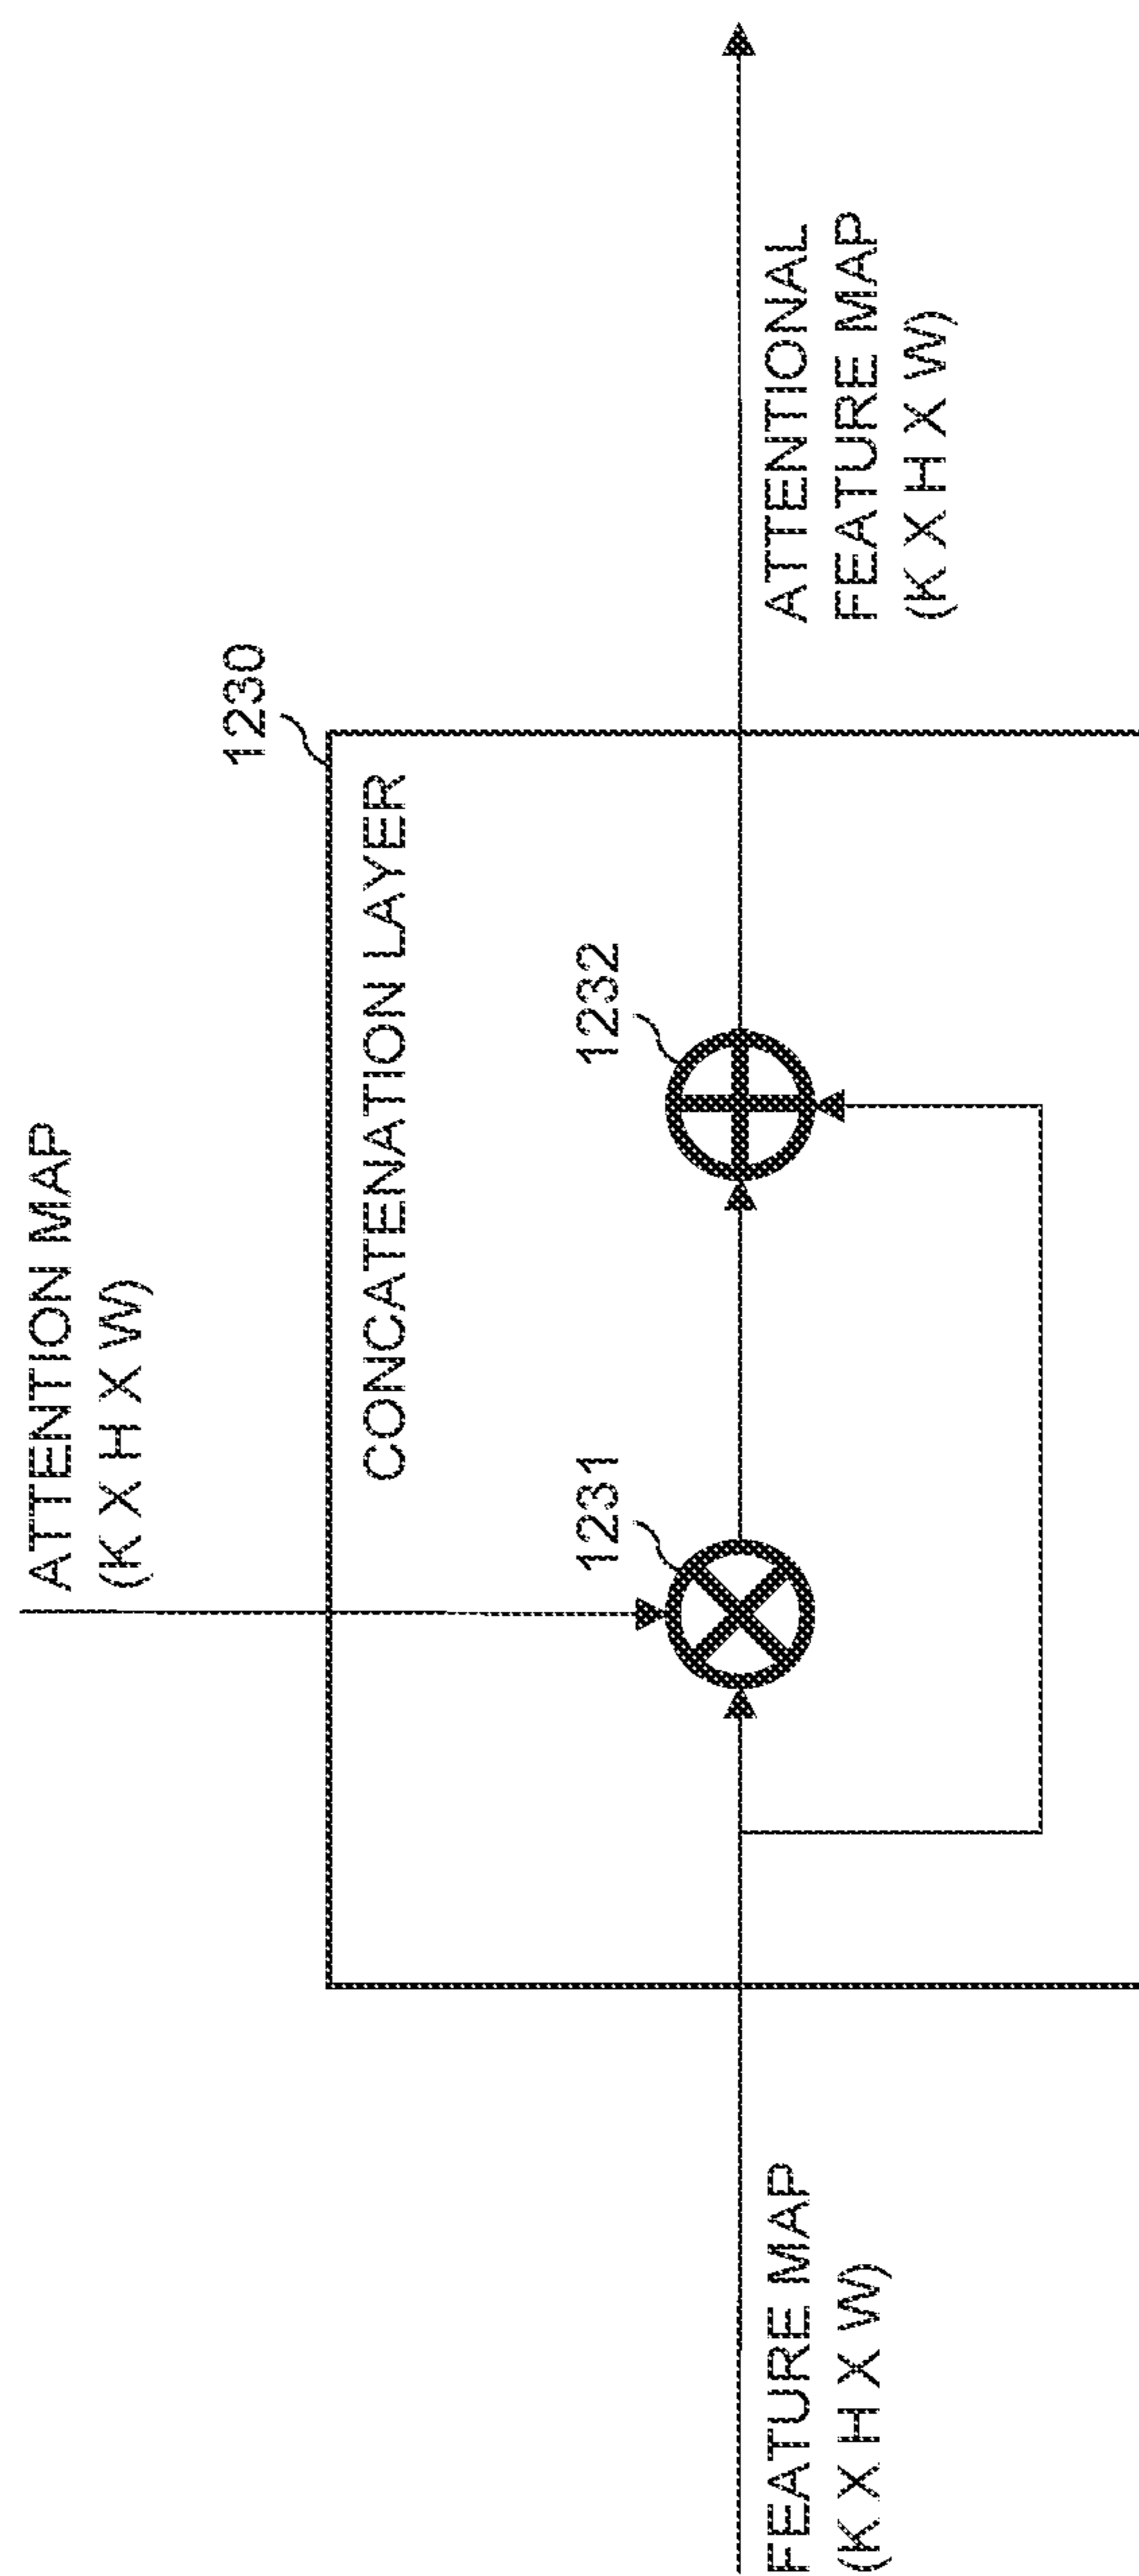 ATTENTION MAP
(K X H X W)
1230
CONCATENATION LAYER
1231
1232
FEATURE MAP
(K X H X W)
ATTENTIONAL
FEATURE MAP
(K X H X W)